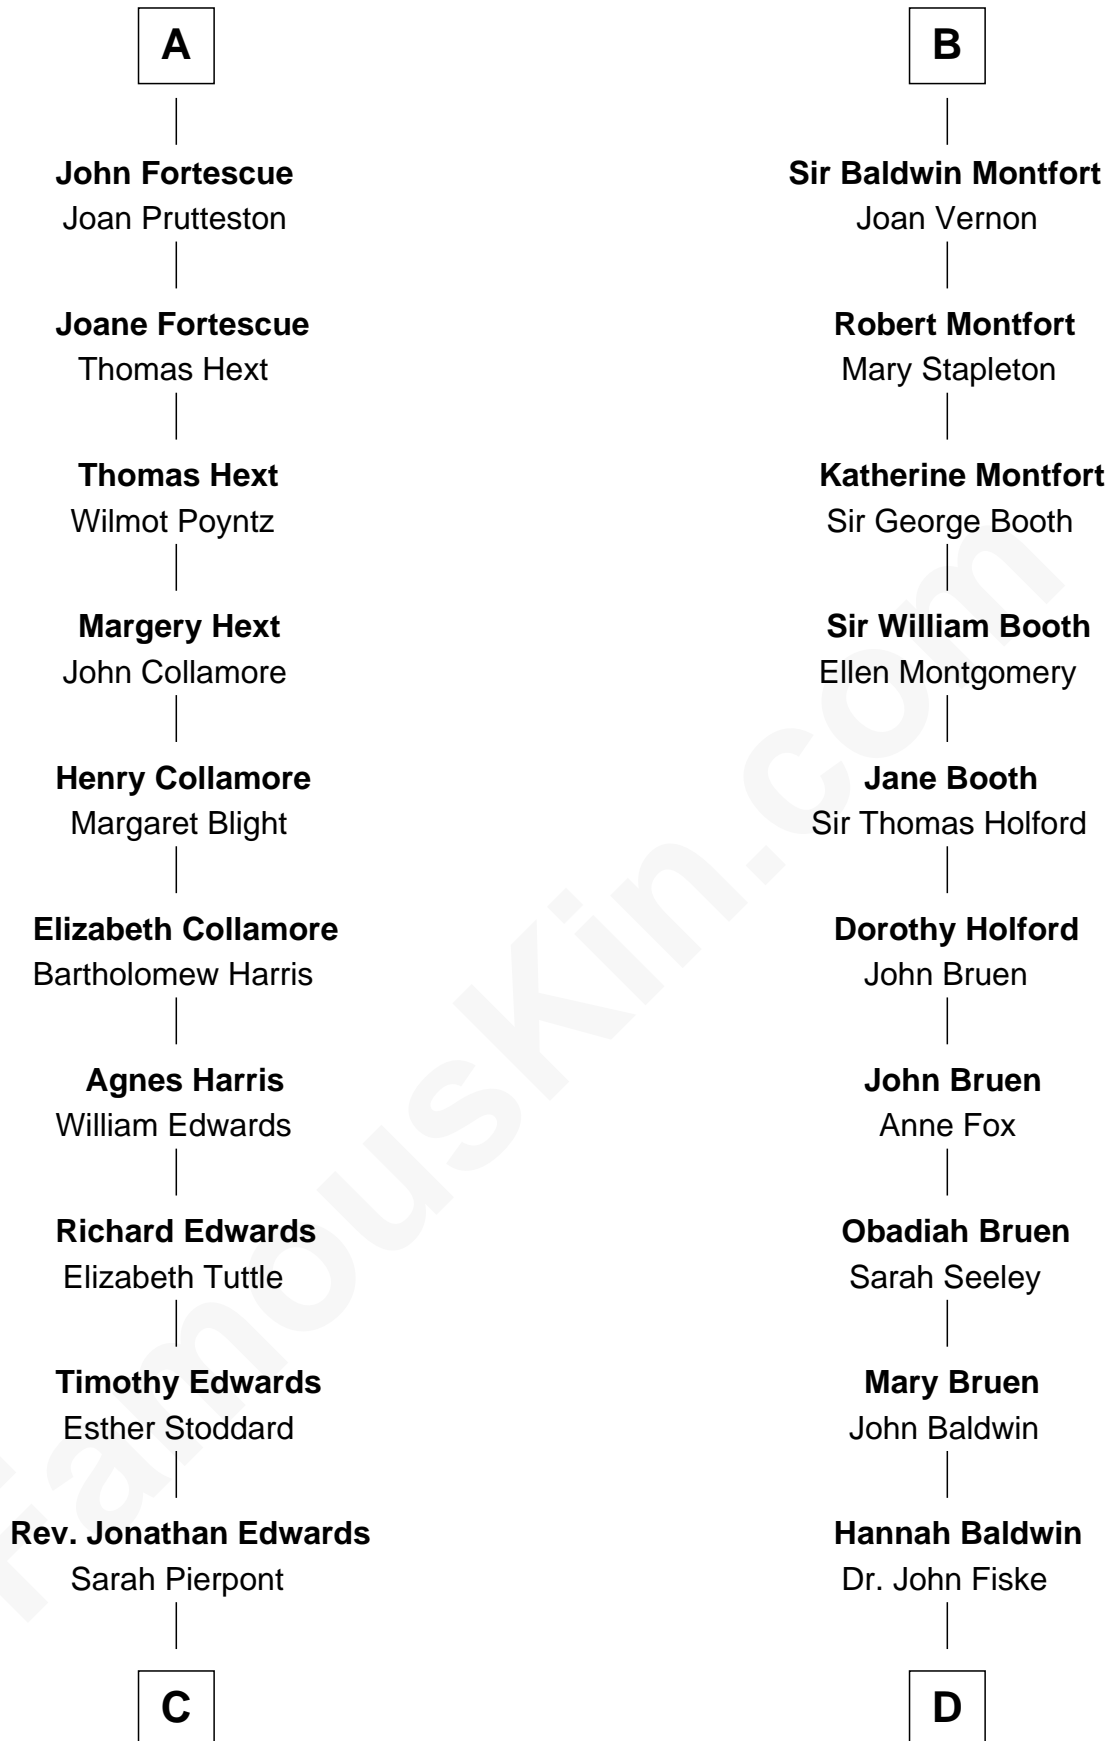 A
John Fortescue
Joan Prutteston
Joane Fortescue
Thomas Hext
Thomas Hext
Wilmot Poyntz
Margery Hext
John Collamore
Henry Collamore
Margaret Blight
Elizabeth Collamore
Bartholomew Harris
Agnes Harris
William Edwards
Richard Edwards
Elizabeth Tuttle
Timothy Edwards
Esther Stoddard
Rev. Jonathan Edwards
Sarah Pierpont
C
B
Sir Baldwin Montfort
Joan Vernon
Robert Montfort
Mary Stapleton
Katherine Montfort
Sir George Booth
Sir William Booth
Ellen Montgomery
Jane Booth
Sir Thomas Holford
Dorothy Holford
John Bruen
John Bruen
Anne Fox
Obadiah Bruen
Sarah Seeley
Mary Bruen
John Baldwin
Hannah Baldwin
Dr. John Fiske
D
famouskin.com